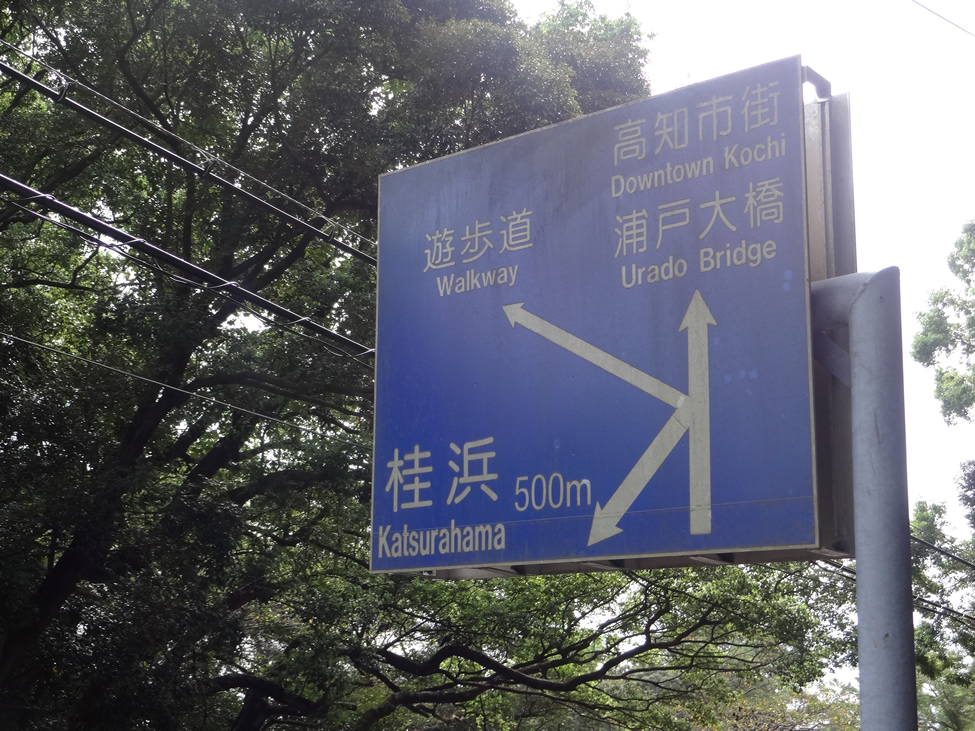 高知市街
Downtown Kochi
浦戸大橋
Urado Bridge
遊歩道
Walkway
桂浜 500m
Katsurahama